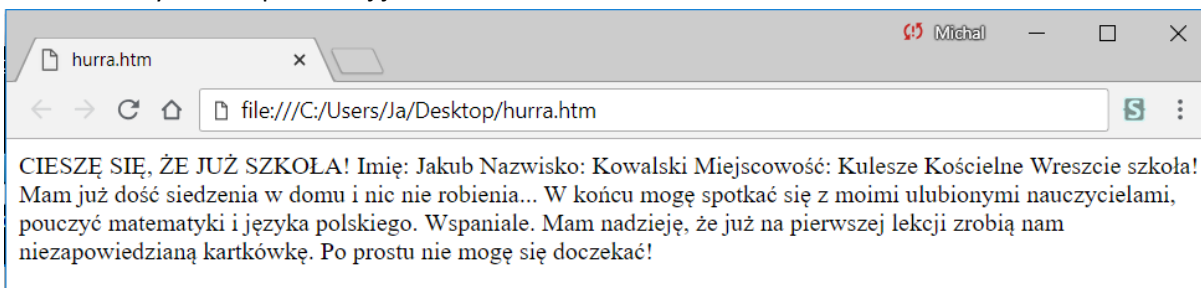 Michal
hurra.htm
file:///C:/Users/Ja/Desktop/hurra.htm
S
CIESZĘ SIĘ, ŻE JUŻ SZKOŁA! Imię: Jakub Nazwisko: Kowalski Miejscowość: Kulesze Kościelne Wreszcie szkoła!
Mam już dość siedzenia w domu i nic nie robienia... W końcu mogę spotkać się z moimi ulubionymi nauczycielami,
pouczyć matematyki i języka polskiego. Wspaniale. Mam nadzieję, że już na pierwszej lekcji zrobią nam
niezapowiedzianą kartkówkę. Po prostu nie mogę się doczekać!